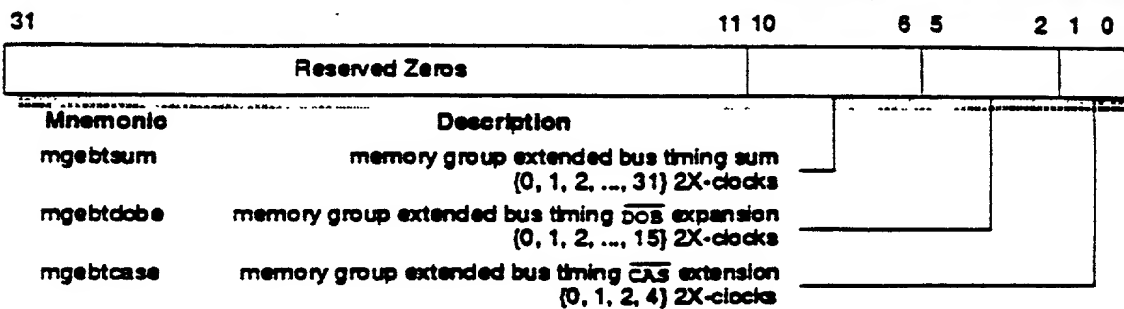 31 11 10 6 5 2 1 0
Reserved Zeros
Mnemonic Description
mgebtsum memory group extended bus timing sum
{0, 1, 2, ..., 31} 2X-clocks
mgebtdobe memory group extended bus timing DOB expansion
{0, 1, 2, ..., 15} 2X-clocks
mgebtcase memory group extended bus timing CAS extension
{0, 1, 2, 4} 2X-clocks